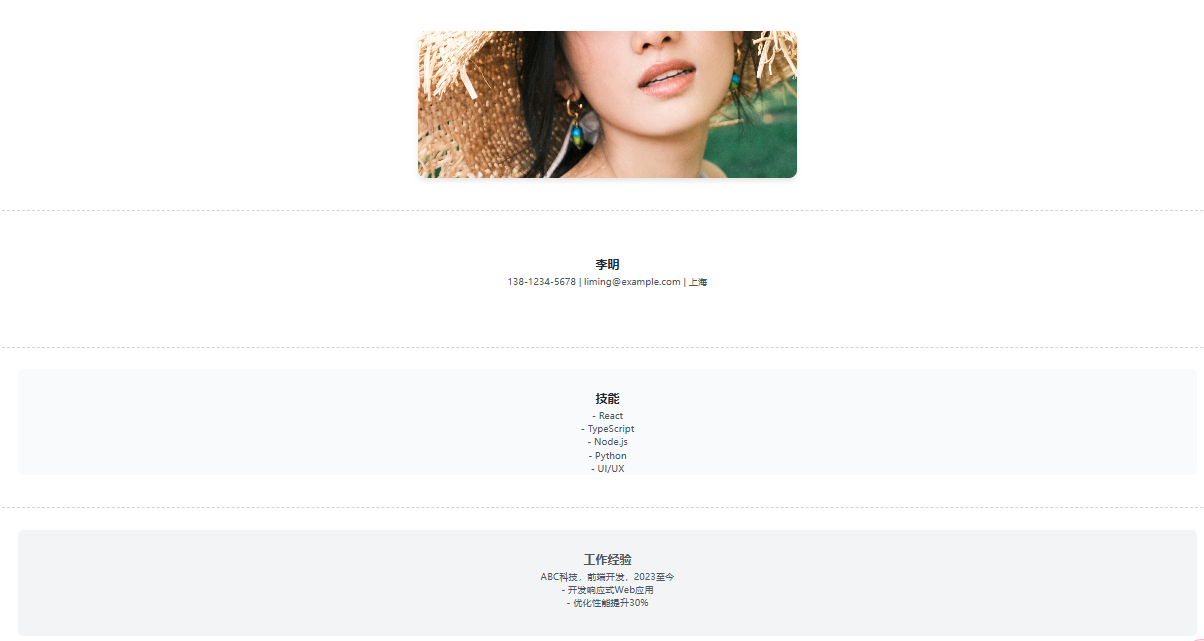 李明
138-1234-5678 | liming@example.com | 上海
技能
- React
- TypeScript
- Node.js
- Python
- UI/UX
工作经验
ABC科技，前端开发，2023至今
- 开发响应式Web应用
- 优化性能提升30%